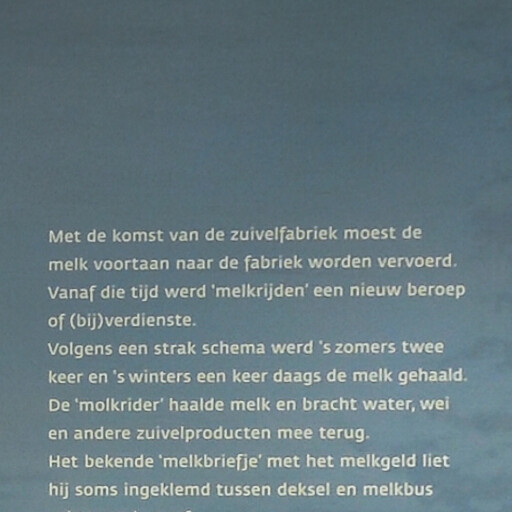 Met de komst van de zuivelfabriek moest de
melk voortaan naar de fabriek worden vervoerd.
Vanaf die tijd werd 'melkrijden' een nieuw beroep
of (bij)verdienste.
Volgens een strak schema werd 's zomers twee
keer en 's winters een keer daags de melk gehaald.
De 'molkrider' haalde melk en bracht water, wei
en andere zuivelproducten mee terug.
Het bekende 'melkbriefje' met het melkgeld liet
hij soms ingeklemd tussen deksel en melkbus